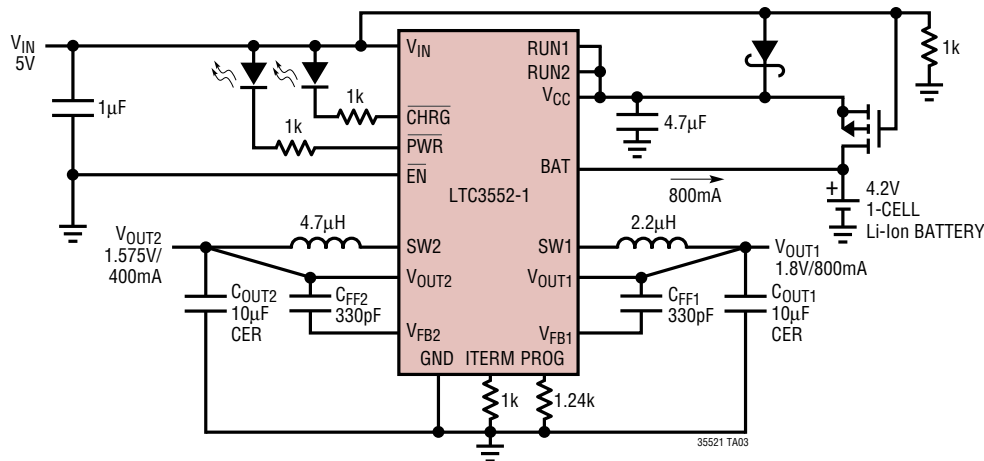 VIN
5V
1µF
1k
1k
VIN
CHRG
PWR
EN
LTC3552-1
RUN1
RUN2
VCC
BAT
4.7µF
1k
800mA
+
4.2V
1-CELL
Li-Ion BATTERY
VOUT2
1.575V/
400mA
4.7µH
SW2
VOUT2
VFB2
COUT2
10µF
CER
CFF2
330pF
2.2µH
SW1
VOUT1
VFB1
VOUT1
1.8V/800mA
CFF1
330pF
COUT1
10µF
CER
GND ITERM PROG
1k
1.24k
35521 TA03